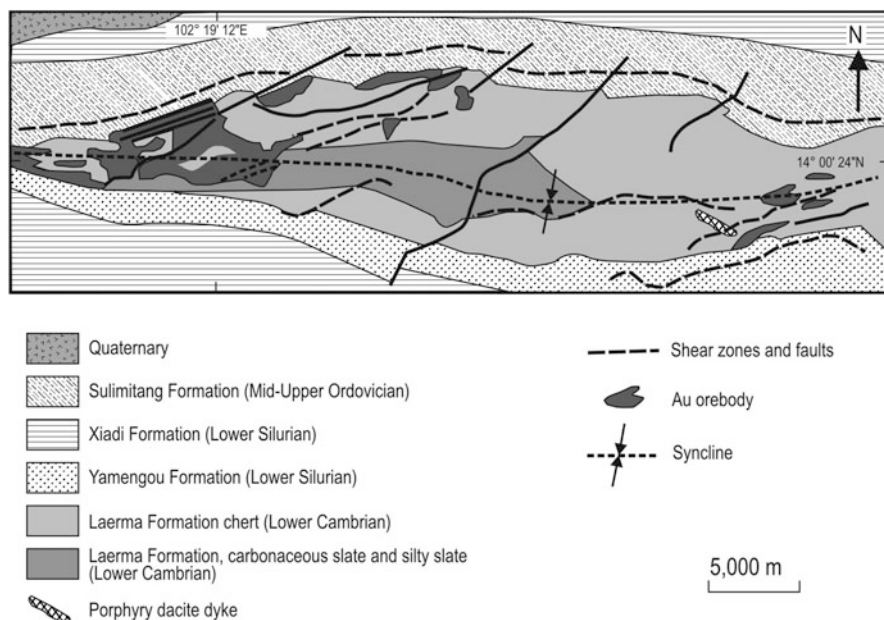 102° 19' 12"E
N
14° 00' 24"N
Quaternary
Sulimitang Formation (Mid-Upper Ordovician)
Xiadi Formation (Lower Silurian)
Yamengou Formation (Lower Silurian)
Laerma Formation chert (Lower Cambrian)
Laerma Formation, carbonaceous slate and silty slate
(Lower Cambrian)
Porphyry dacite dyke
Shear zones and faults
Au orebody
Syncline
5,000 m